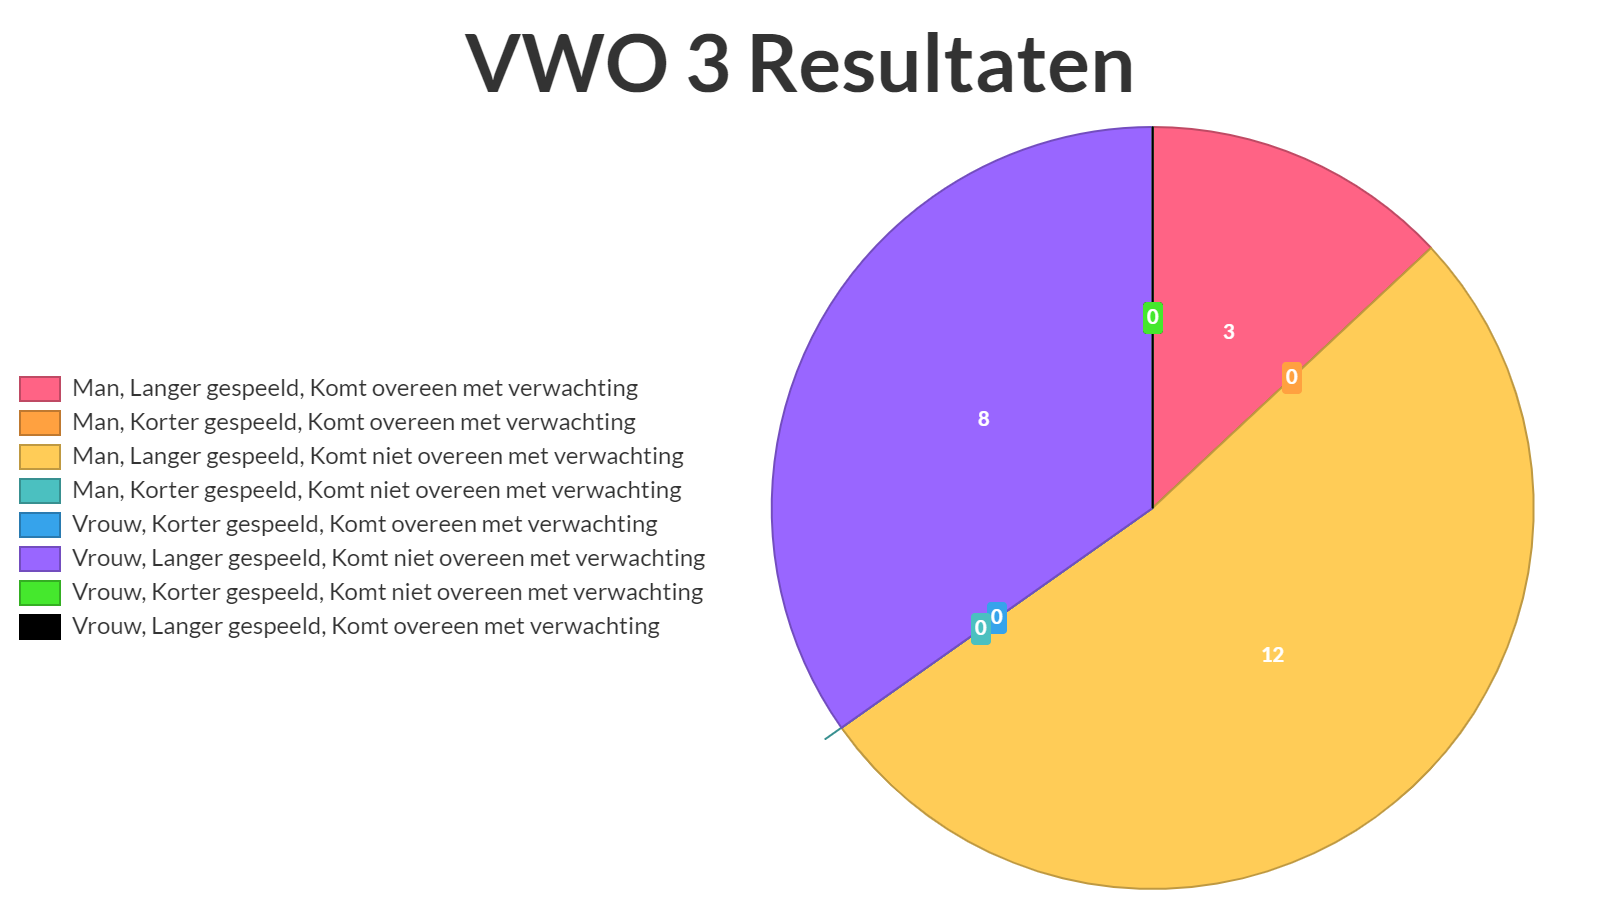 VWO 3 Resultaten
Man, Langer gespeeld, Komt overeen met verwachting
Man, Korter gespeeld, Komt overeen met verwachting
Man, Langer gespeeld, Komt niet overeen met verwachting
Man, Korter gespeeld, Komt niet overeen met verwachting
Vrouw, Korter gespeeld, Komt overeen met verwachting
Vrouw, Langer gespeeld, Komt niet overeen met verwachting
Vrouw, Korter gespeeld, Komt niet overeen met verwachting
Vrouw, Langer gespeeld, Komt overeen met verwachting
0
3
0
8
0
0
12